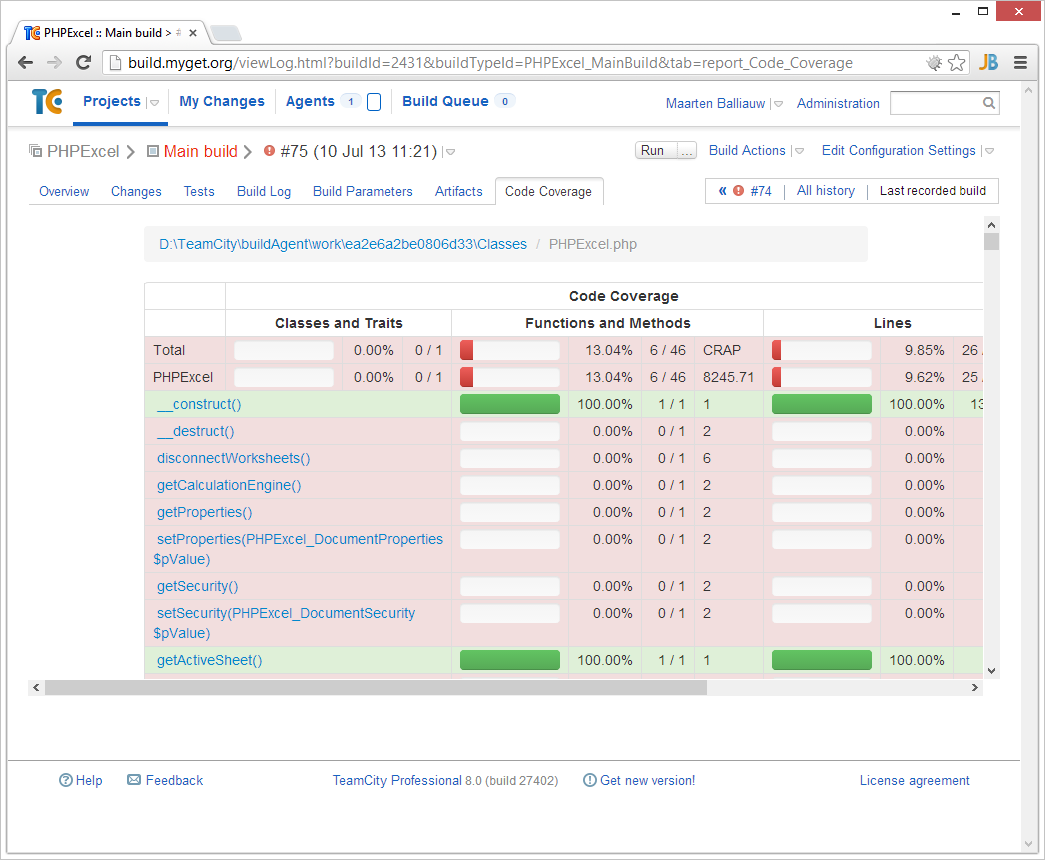 PHPExcel :: Main build >
build.myget.org/viewLog.html?buildId=2431&buildTypeId=PHPExcel_MainBuild&tab=report_Code_Coverage
JB
TC Projects My Changes Agents 1 Build Queue 0 Maarten Balliauw Administration
PHPExcel Main build #75 (10 Jul 13 11:21) Run ... Build Actions Edit Configuration Settings
Overview Changes Tests Build Log Build Parameters Artifacts Code Coverage « #74 All history Last recorded build
D:\TeamCity\buildAgent\work\ea2e6a2be0806d33\Classes / PHPExcel.php
Code Coverage
Classes and Traits Functions and Methods Lines
Total 0.00% 0 / 1 13.04% 6 / 46 CRAP 9.85% 26
PHPExcel 0.00% 0 / 1 13.04% 6 / 46 8245.71 9.62% 25
__construct() 100.00% 1 / 1 1 100.00% 13
__destruct() 0.00% 0 / 1 2 0.00%
disconnectWorksheets() 0.00% 0 / 1 6 0.00%
getCalculationEngine() 0.00% 0 / 1 2 0.00%
getProperties() 0.00% 0 / 1 2 0.00%
setProperties(PHPExcel_DocumentProperties 0.00% 0 / 1 2 0.00%
$pValue)
getSecurity() 0.00% 0 / 1 2 0.00%
setSecurity(PHPExcel_DocumentSecurity 0.00% 0 / 1 2 0.00%
$pValue)
getActiveSheet() 100.00% 1 / 1 1 100.00%
Help Feedback TeamCity Professional 8.0 (build 27402) Get new version! License agreement